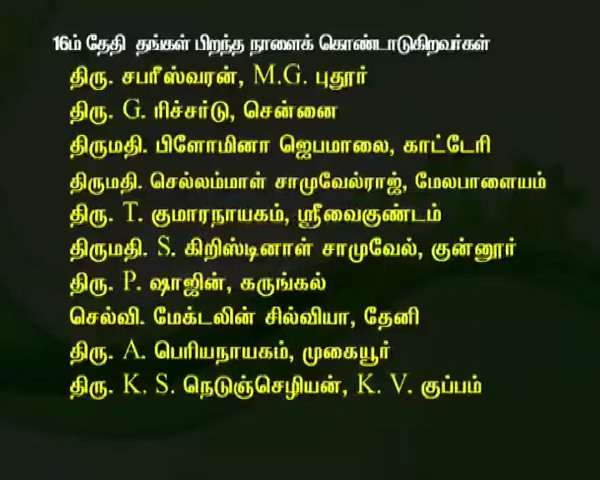 16ம் தேதி தங்கள் பிறந்த நாளைக் கொண்டாடுகிறவர்கள்
திரு. சபரீஸ்வரன், M.G. புதூர்
திரு. G. ரிச்சர்டு, சென்னை
திருமதி. பிளோமினா ஜெபமாலை, காட்டேரி
திருமதி. செல்லம்மாள் சாமுவேல்ராஜ், மேலபாளையம்
திரு. T. குமாரநாயகம், ஸ்ரீவைகுண்டம்
திருமதி. S. கிறிஸ்டினாள் சாமுவேல், குன்னூர்
திரு. P. ஷாஜின், கருங்கல்
செல்வி. மேக்டலின் சில்வியா, தேனி
திரு. A. பெரியநாயகம், முகையூர்
திரு. K. S. நெடுஞ்செழியன், K. V. குப்பம்